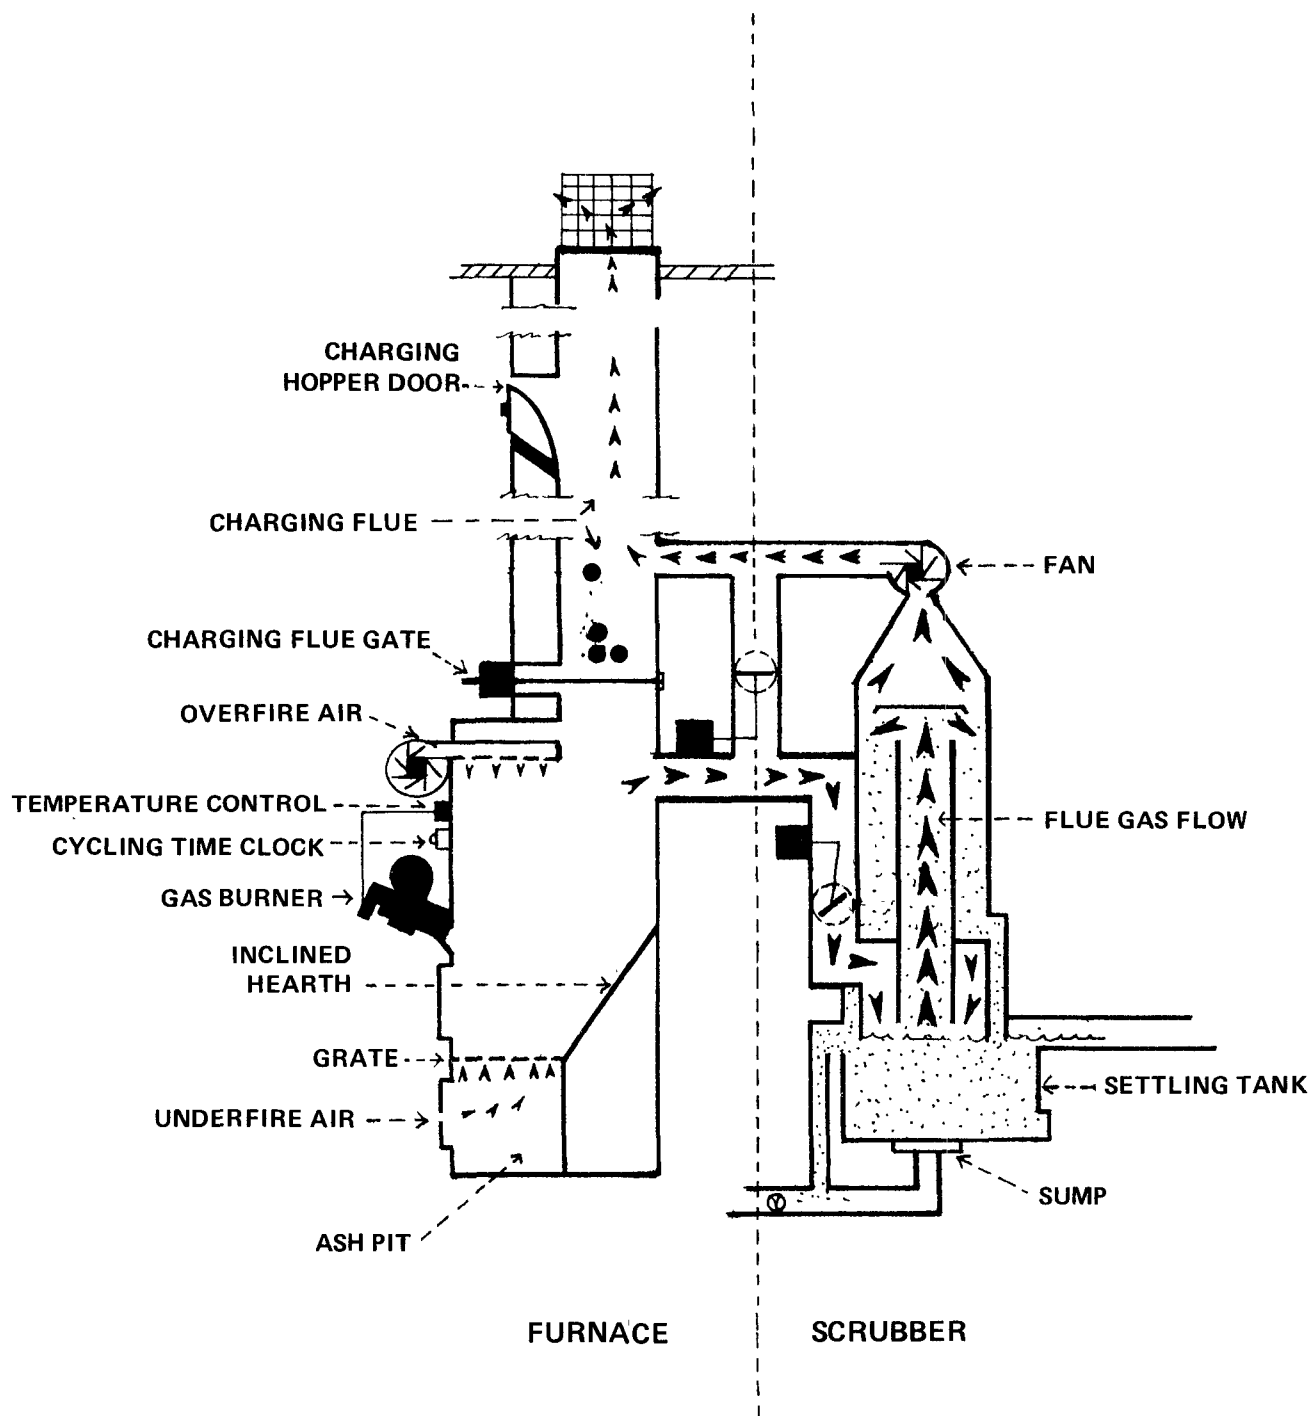 CHARGING
HOPPER DOOR
CHARGING FLUE
FAN
CHARGING FLUE GATE
OVERFIRE AIR
TEMPERATURE CONTROL
FLUE GAS FLOW
CYCLING TIME CLOCK
GAS BURNER
INCLINED
HEARTH
GRATE
SETTLING TANK
UNDERFIRE AIR
SUMP
ASH PIT
FURNACE
SCRUBBER